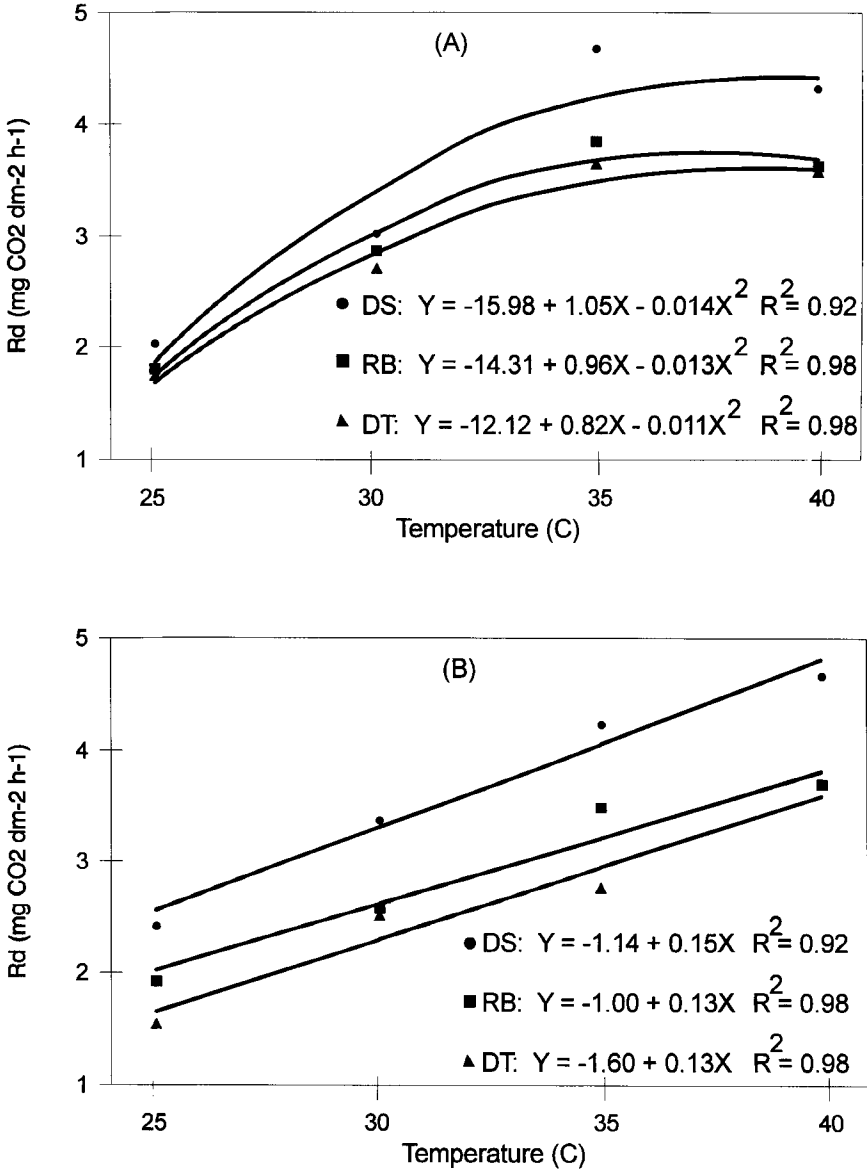 (A)
Rd (mg CO2 dm-2 h-1)
5
4
3
2
1
● DS: Y = -15.98 + 1.05X - 0.014X² R² = 0.92
■ RB: Y = -14.31 + 0.96X - 0.013X² R² = 0.98
▲ DT: Y = -12.12 + 0.82X - 0.011X² R² = 0.98
25 30 35 40
Temperature (C)
(B)
Rd (mg CO2 dm-2 h-1)
5
4
3
2
1
● DS: Y = -1.14 + 0.15X R² = 0.92
■ RB: Y = -1.00 + 0.13X R² = 0.98
▲ DT: Y = -1.60 + 0.13X R² = 0.98
25 30 35 40
Temperature (C)